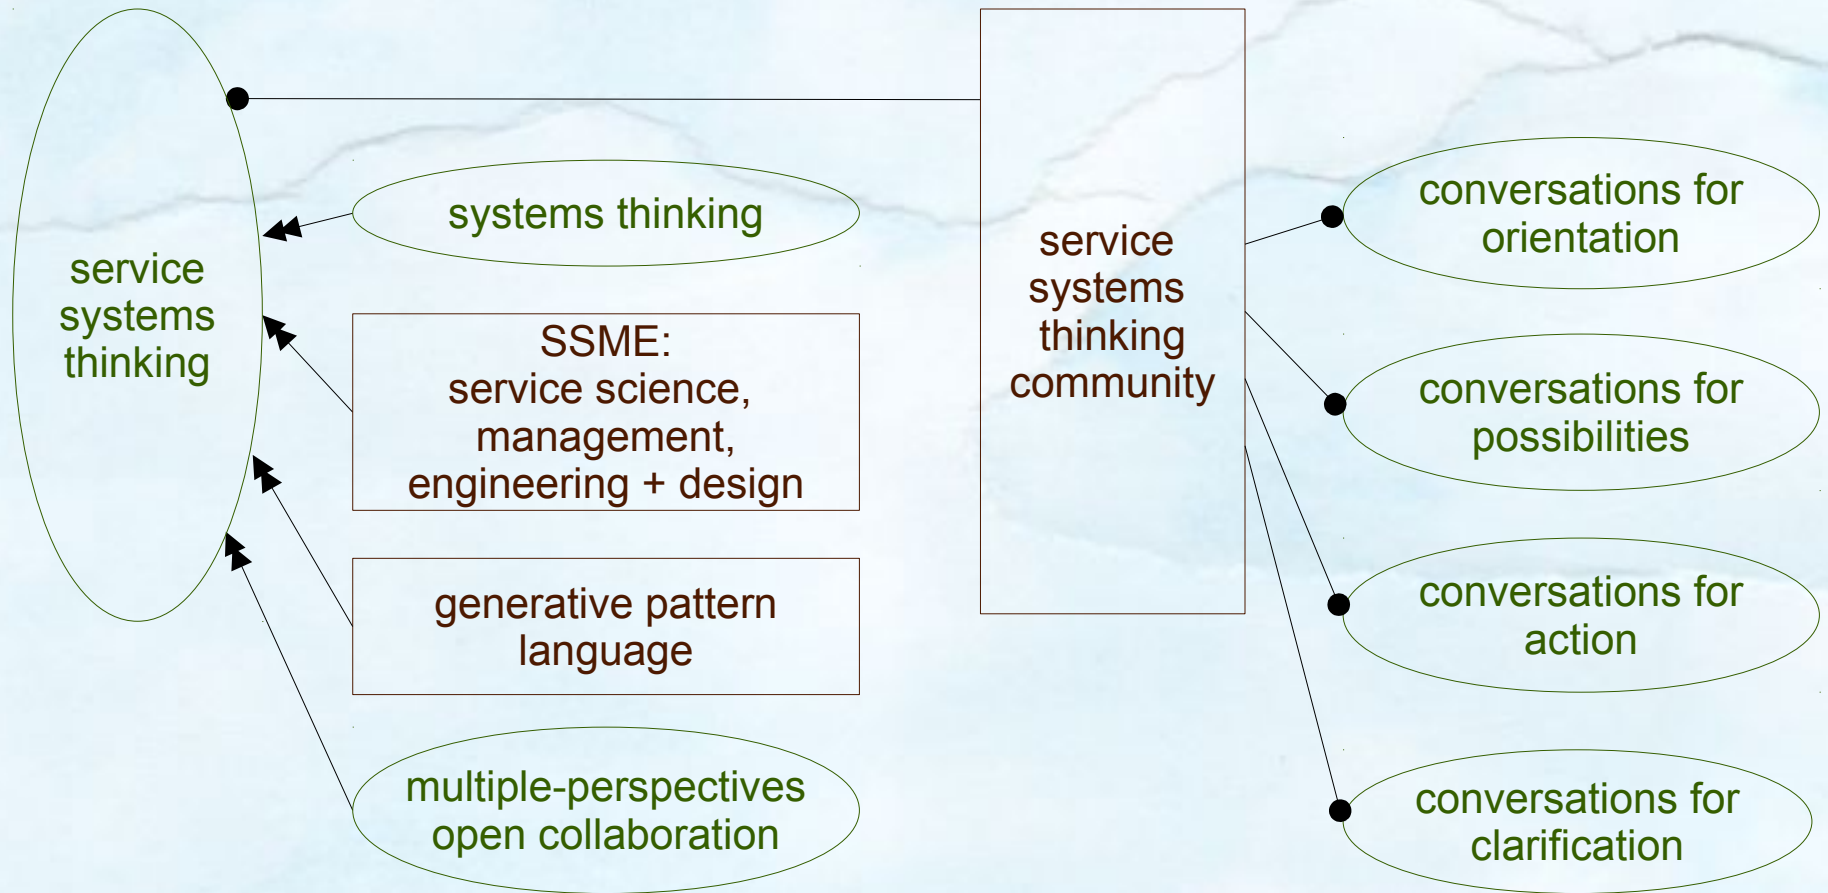 service
systems
thinking
systems thinking
SSME:
service science,
management,
engineering + design
generative pattern
language
multiple-perspectives
open collaboration
service
systems
thinking
community
conversations for
orientation
conversations for
possibilities
conversations for
action
conversations for
clarification